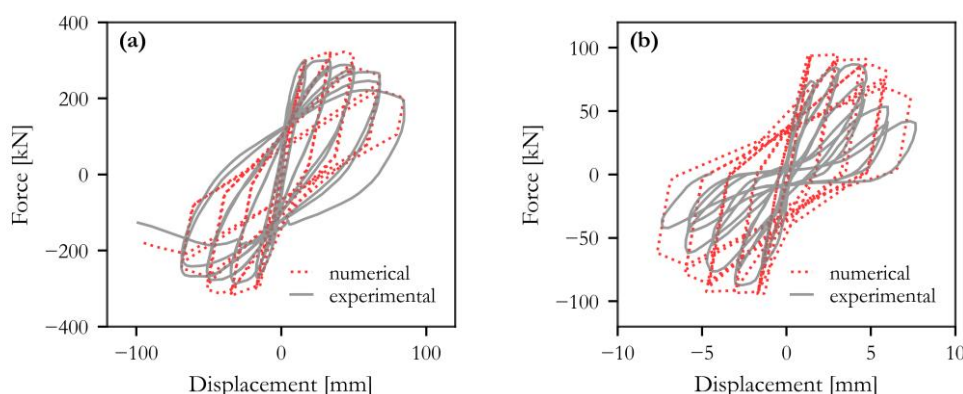 (a)
Force [kN]
400
200
0
−200
−400
numerical
experimental
−100
0
100
Displacement [mm]
(b)
Force [kN]
100
50
0
−50
−100
numerical
experimental
−10
−5
0
5
10
Displacement [mm]